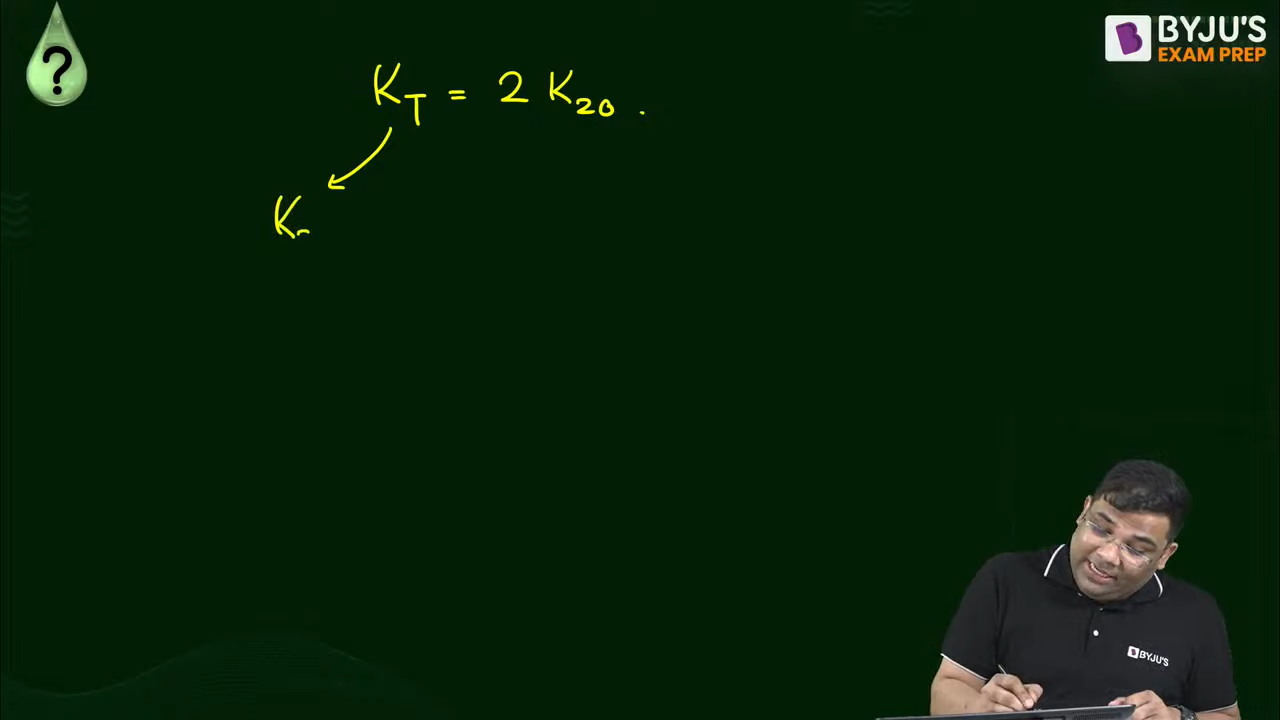 ?
BYJU'S
EXAM PREP
K_T = 2 K_20 .
K
BYJU'S